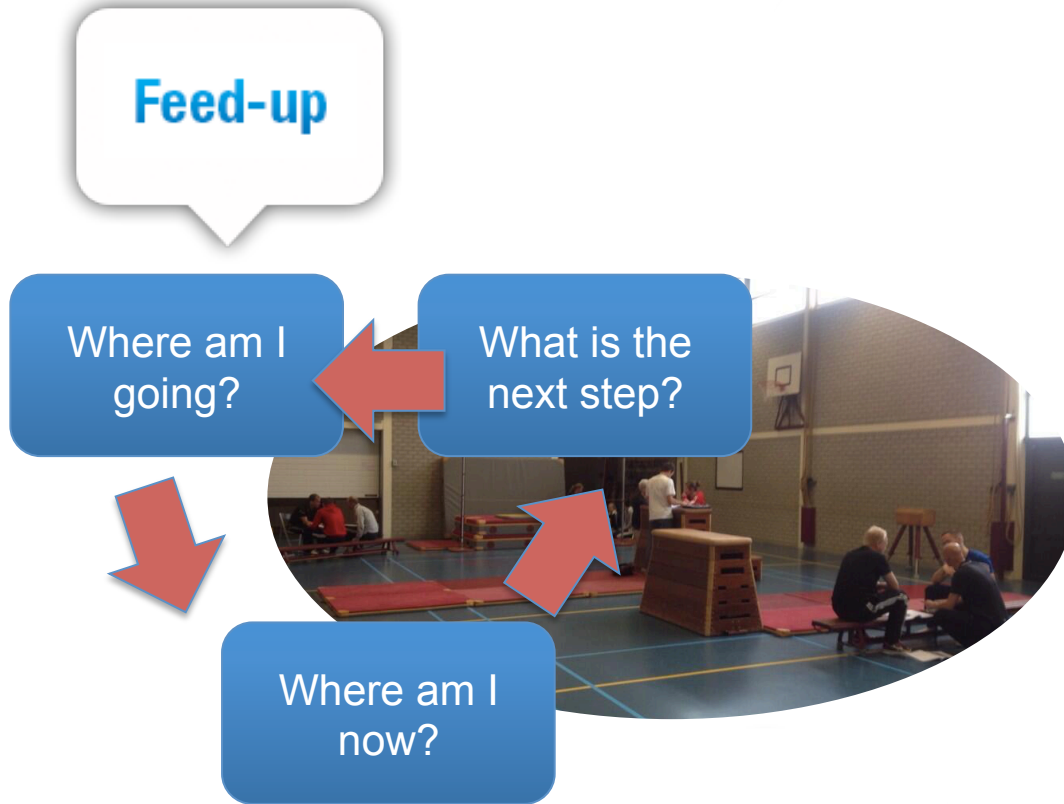 Feed-up
Where am I
going?
What is the
next step?
Where am I
now?